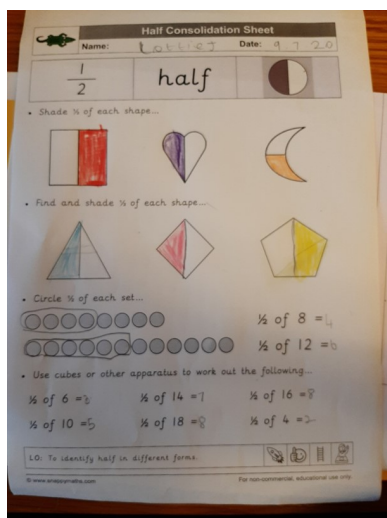 Half Consolidation Sheet
Name: Lottie J Date: 9 7 20
1/2 half
• Shade ½ of each shape...
• Find and shade ½ of each shape...
• Circle ½ of each set...
½ of 8 = 4
½ of 12 = 6
• Use cubes or other apparatus to work out the following...
½ of 6 = ½ of 14 = 7 ½ of 16 = 8
½ of 10 = 5 ½ of 18 = ½ of 4 = 2
LO: To identify half in different forms.
For non-commercial, educational use only.